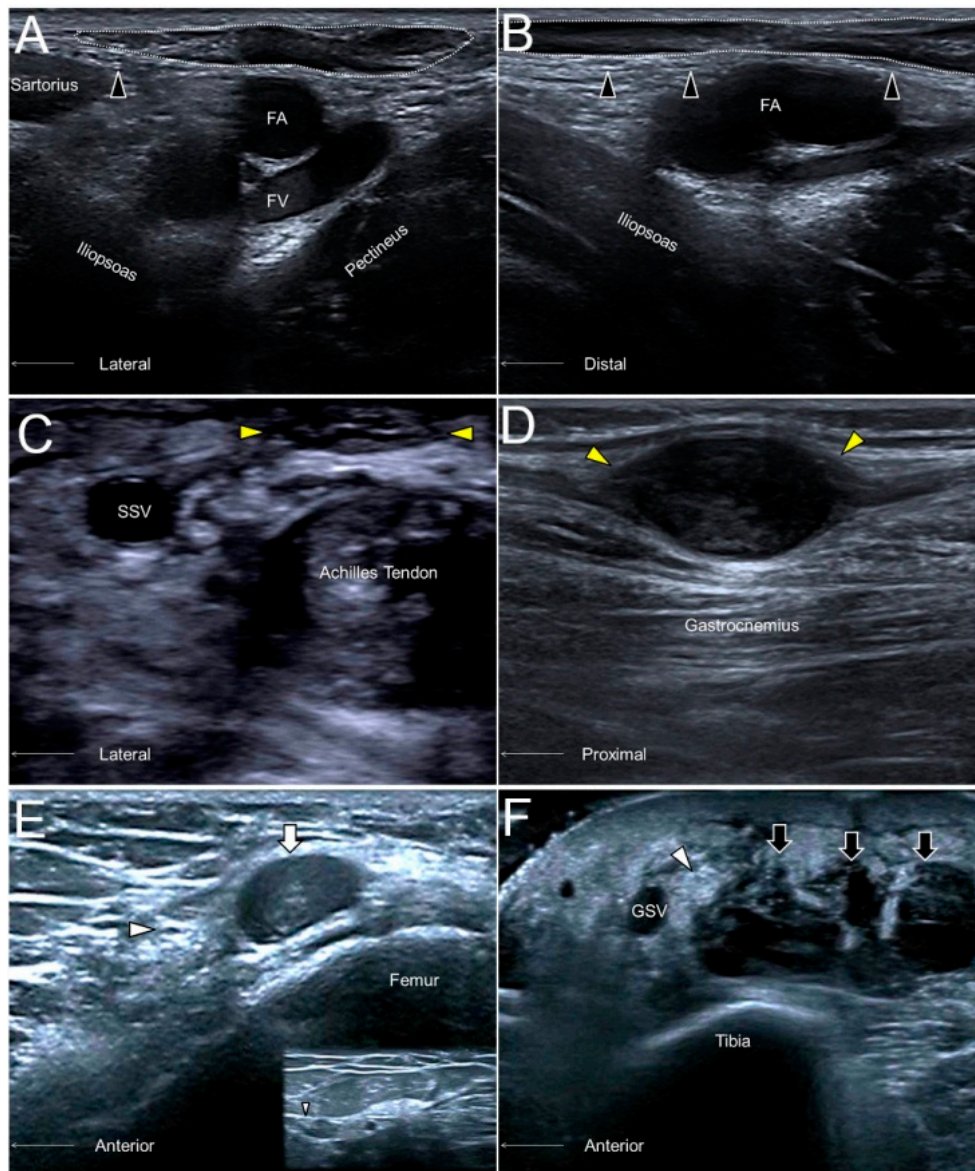 A
Sartorius
FA
FV
Iliopsoas
Pectineus
Lateral
B
FA
Iliopsoas
Distal
C
SSV
Achilles Tendon
Lateral
D
Gastrocnemius
Proximal
E
Femur
Anterior
F
GSV
Tibia
Anterior